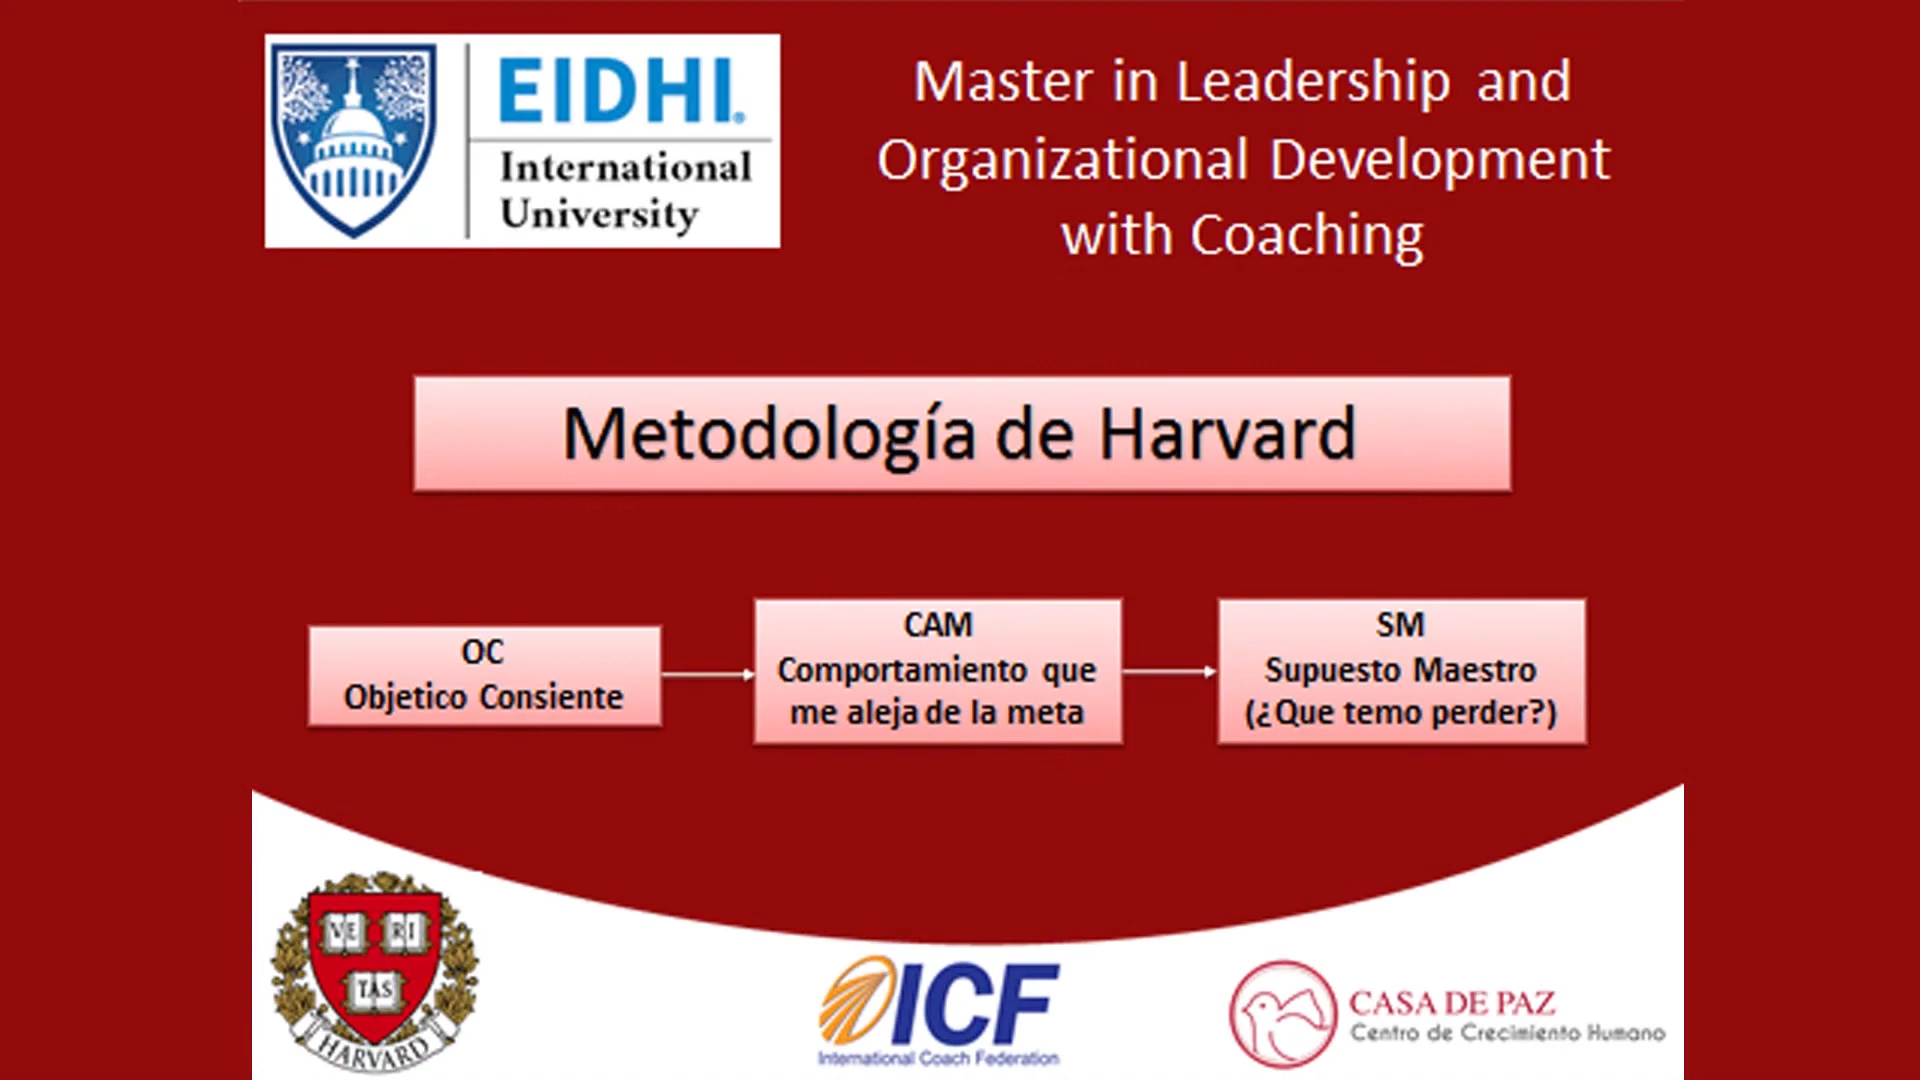 EIDHI®
International
University
Master in Leadership and
Organizational Development
with Coaching
Metodología de Harvard
OC
Objetico Consiente
CAM
Comportamiento que
me aleja de la meta
SM
Supuesto Maestro
(¿Que temo perder?)
VE RI
TAS
HARVARD
ICF
International Coach Federation
CASA DE PAZ
Centro de Crecimiento Humano